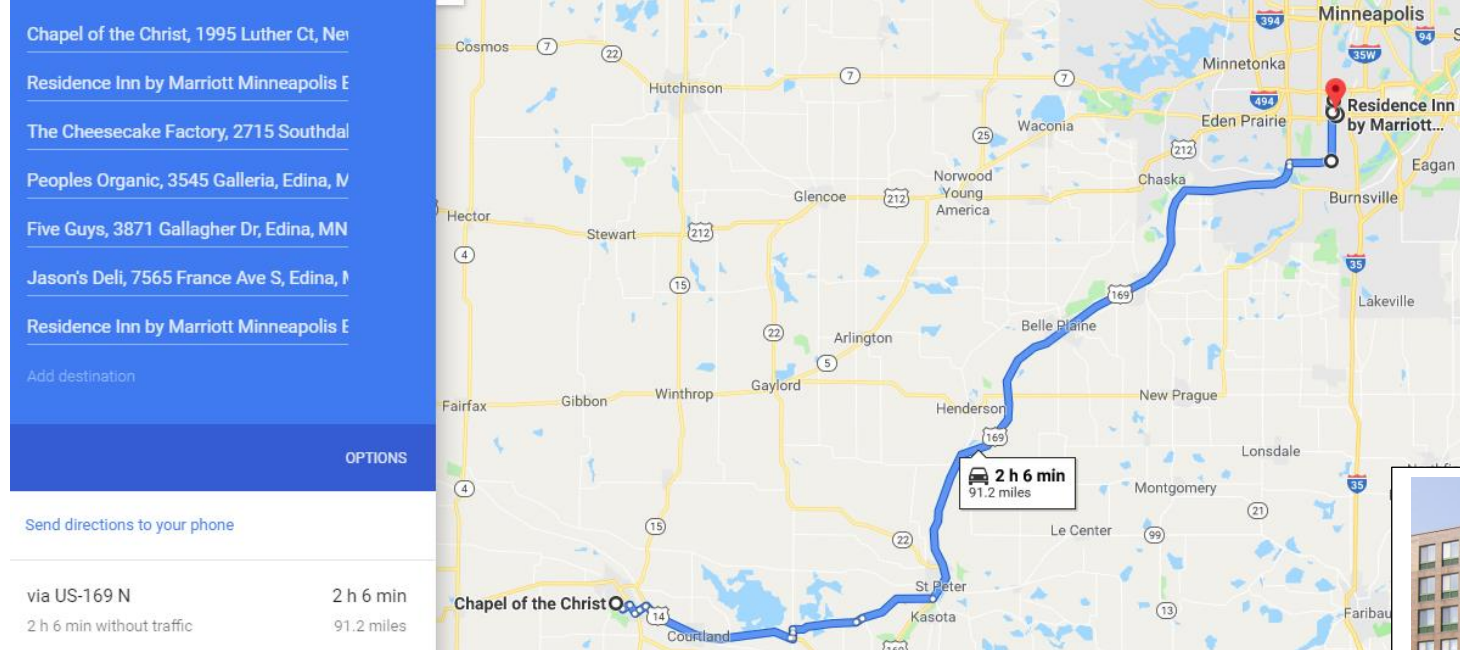 Chapel of the Christ, 1995 Luther Ct, Nev
Residence Inn by Marriott Minneapolis E
The Cheesecake Factory, 2715 Southdal
Peoples Organic, 3545 Galleria, Edina, M
Five Guys, 3871 Gallagher Dr, Edina, MN
Jason's Deli, 7565 France Ave S, Edina, M
Residence Inn by Marriott Minneapolis E
Add destination
OPTIONS
Send directions to your phone
via US-169 N 2 h 6 min
2 h 6 min without traffic 91.2 miles
394
Minneapolis
94
35W
Cosmos
7
22
Minnetonka
Hutchinson
7
7
494
Residence Inn
by Marriott...
Eden Prairie
25
Waconia
212
Eagan
Norwood
Young
America
Chaska
Glencoe
212
Burnsville
Hector
Stewart
212
4
35
15
169
Lakeville
Belle Plaine
22
Arlington
5
Gaylord
Winthrop
Gibbon
Fairfax
New Prague
Henderson
169
Lonsdale
2 h 6 min
91.2 miles
4
Montgomery
35
21
15
22
Le Center
99
St Peter
Chapel of the Christ
14
Kasota
13
Faribau
Courtland
169